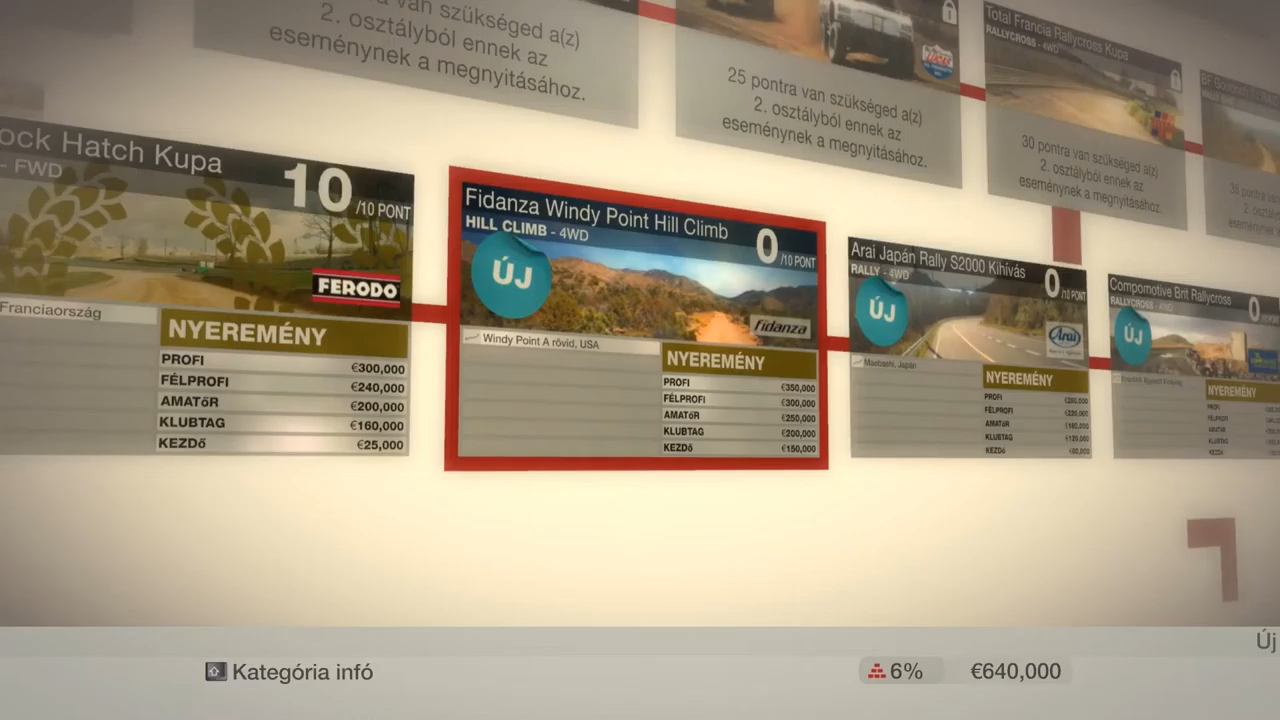 van szükséged a(z)
2. osztályból ennek az
eseménynek a megnyitásához.
25 pontra van szükséged a(z)
2. osztályból ennek az
eseménynek a megnyitásához.
Total Francia Rallycross Kupa
RALLYCROSS - 4WD
30 pontra van szükséged a(z)
2. osztályból ennek az
eseménynek a megnyitásához.
ock Hatch Kupa
- FWD
10 /10 PONT
FERODO
Franciaország
NYEREMÉNY
PROFI €300,000
FÉLPROFI €240,000
AMATőR €200,000
KLUBTAG €160,000
KEZDő €25,000
Fidanza Windy Point Hill Climb
HILL CLIMB - 4WD
0 /10 PONT
ÚJ
Fidanza
Windy Point A rövid, USA
NYEREMÉNY
PROFI €350,000
FÉLPROFI €300,000
AMATőR €250,000
KLUBTAG €200,000
KEZDő €150,000
Arai Japán Rally S2000 Kihívás
RALLY - 4WD
0 /10 PONT
ÚJ
Arai
Maebashi, Japán
NYEREMÉNY
PROFI
FÉLPROFI
AMATőR
KLUBTAG
KEZDő
Compomotive Brit Rallycross
RALLYCROSS - 4WD
0
ÚJ
NYEREMÉNY
Új
Kategória infó
6%
€640,000